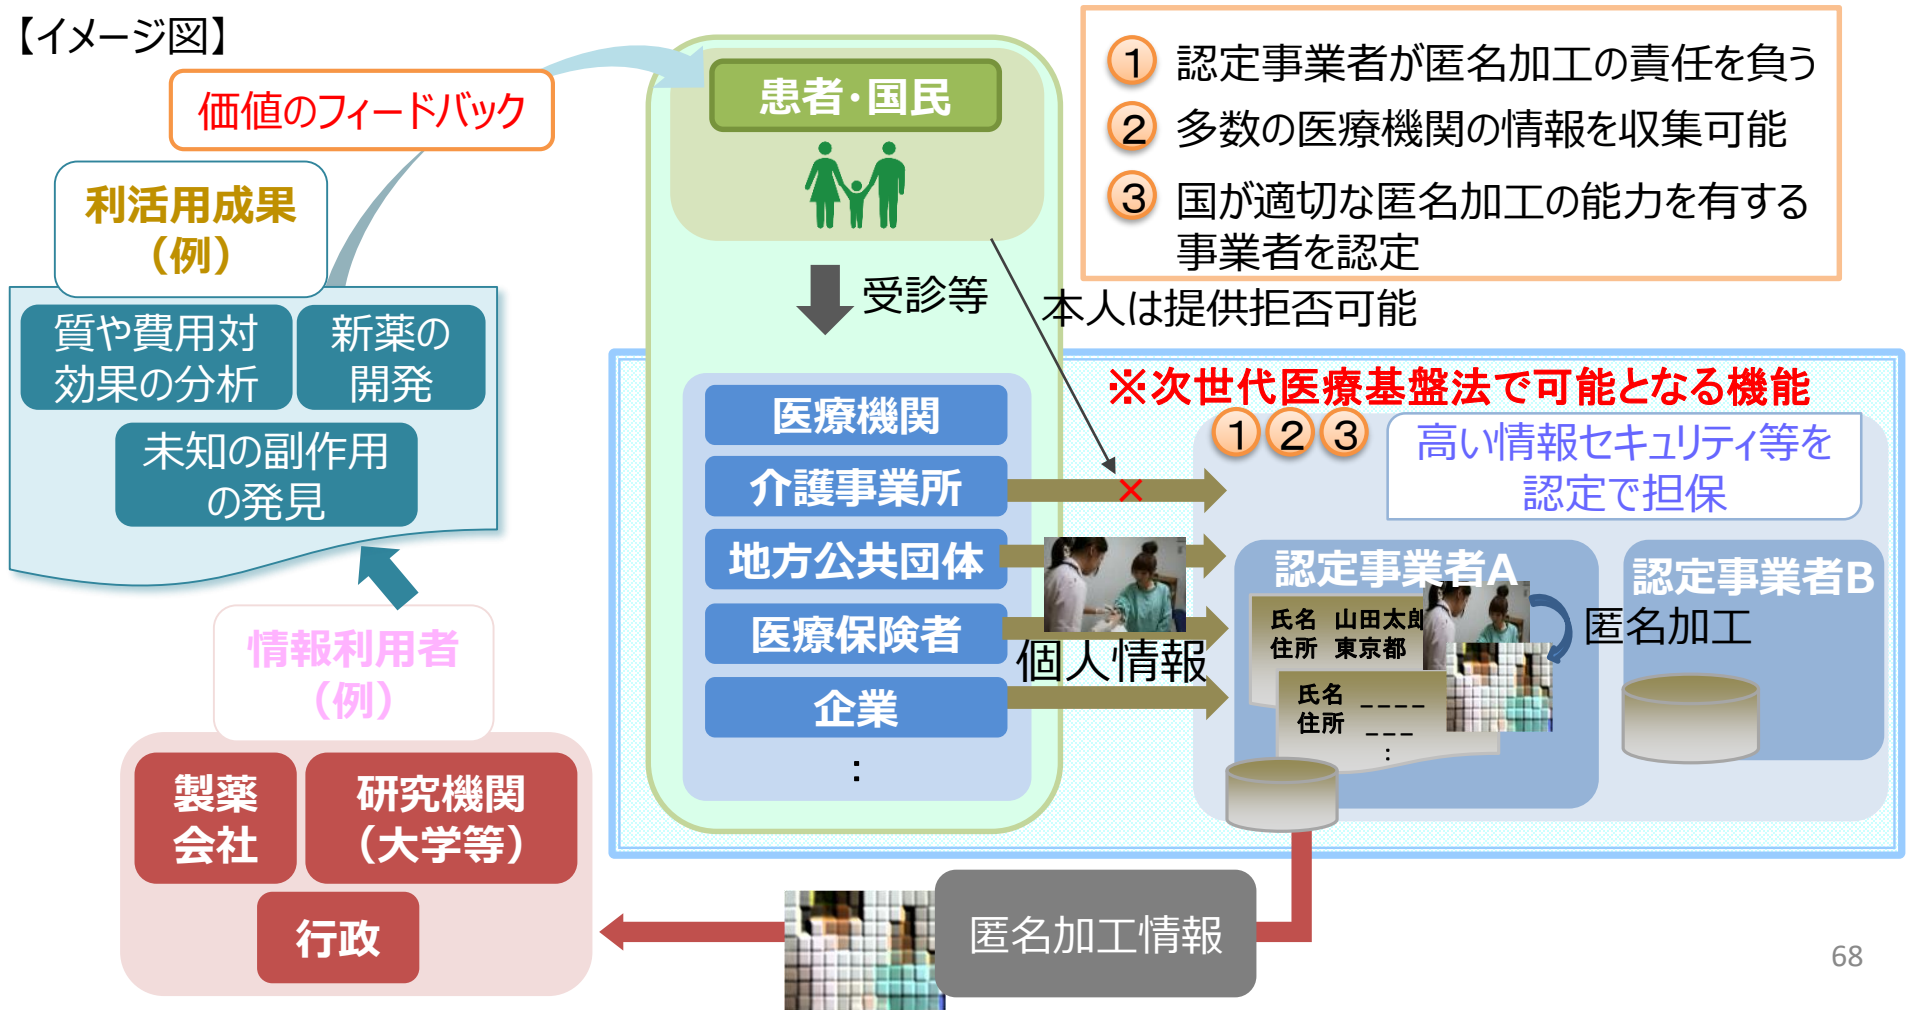 【イメージ図】
価値のフィードバック
利活用成果
（例）
質や費用対
効果の分析
新薬の
開発
未知の副作用
の発見
情報利用者
（例）
製薬
会社
研究機関
（大学等）
行政
患者・国民
受診等
医療機関
介護事業所
地方公共団体
医療保険者
企業
：
① 認定事業者が匿名加工の責任を負う
② 多数の医療機関の情報を収集可能
③ 国が適切な匿名加工の能力を有する
事業者を認定
本人は提供拒否可能
※次世代医療基盤法で可能となる機能
①②③
高い情報セキュリティ等を
認定で担保
×
個人情報
認定事業者A
氏名 山田太郎
住所 東京都
氏名 ____
住所 ___
：
匿名加工
認定事業者B
匿名加工情報
68